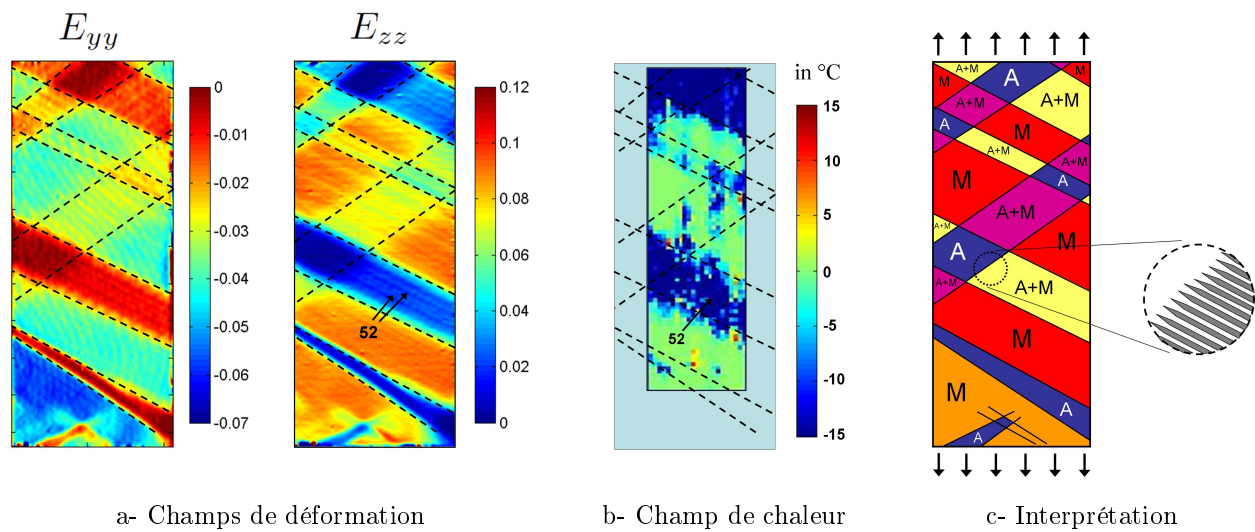 E_yy
E_zz
0
-0.01
-0.02
-0.03
-0.04
-0.05
-0.06
-0.07
52
0.12
0.1
0.08
0.06
0.04
0.02
0
in °C
15
10
5
0
-5
-10
-15
52
A+M
A
M
M
A+M
A+M
A
M
A+M
A+M
A
M
A+M
A+M
M
A
A+M
A+M
M
A
M
A
a- Champs de déformation
b- Champ de chaleur
c- Interprétation